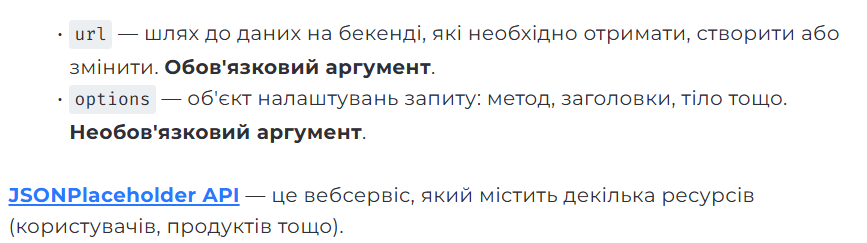 • url — шлях до даних на бекенді, які необхідно отримати, створити або
змінити. Обов'язковий аргумент.
• options — об'єкт налаштувань запиту: метод, заголовки, тіло тощо.
Необов'язковий аргумент.
JSONPlaceholder API — це вебсервіс, який містить декілька ресурсів
(користувачів, продуктів тощо).